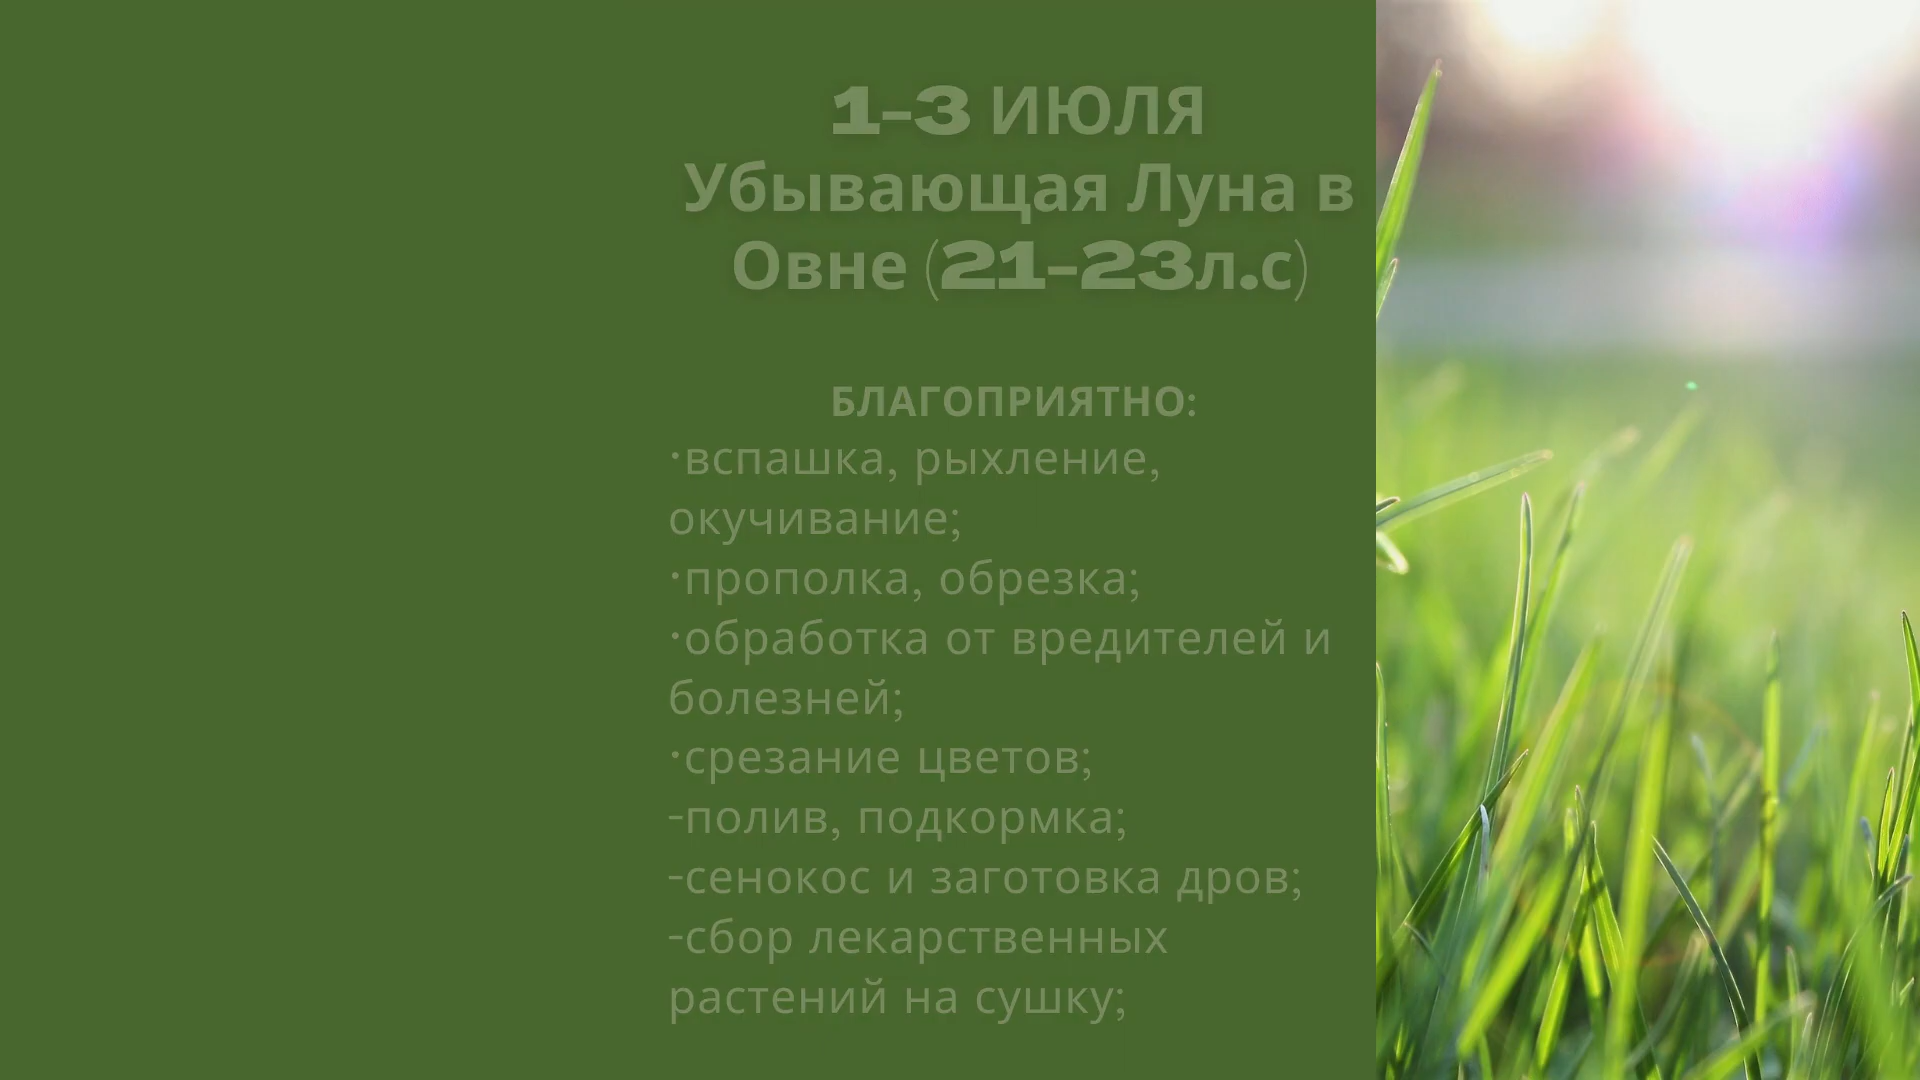 1-3 ИЮЛЯ
Убывающая Луна в
Овне (21-23л.с)
БЛАГОПРИЯТНО:
·вспашка, рыхление,
окучивание;
·прополка, обрезка;
·обработка от вредителей и
болезней;
·срезание цветов;
-полив, подкормка;
-сенокос и заготовка дров;
-сбор лекарственных
растений на сушку;